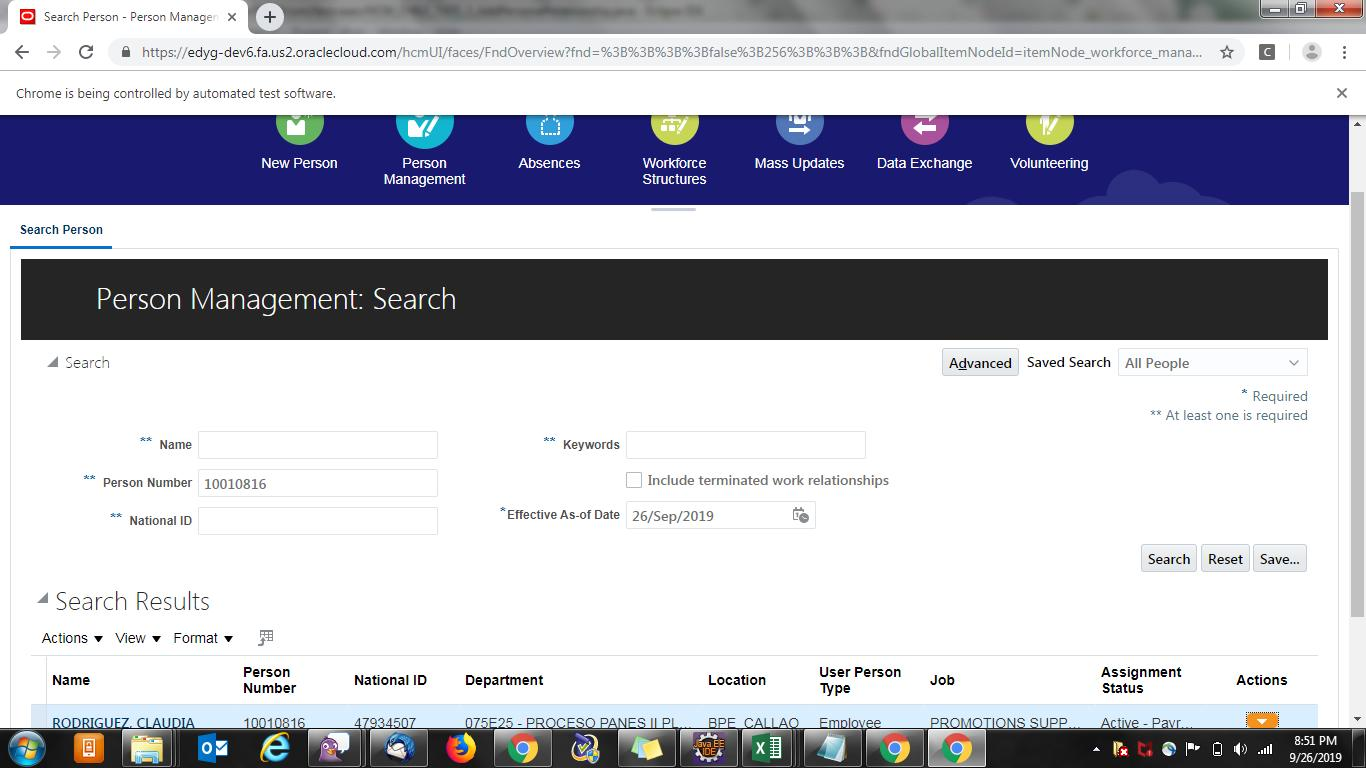 Search Person - Person Managen
https://edyg-dev6.fa.us2.oraclecloud.com/hcmUI/faces/FndOverview?fnd=%3B%3B%3B%3Bfalse%3B256%3B%3B%3B&fndGlobalItemNodeId=itemNode_workforce_mana...
C
Chrome is being controlled by automated test software.
New Person
Person Management
Absences
Workforce Structures
Mass Updates
Data Exchange
Volunteering
Search Person
Person Management: Search
Search
Advanced Saved Search All People
* Required
** At least one is required
** Name
** Keywords
** Person Number 10010816
Include terminated work relationships
** National ID
*Effective As-of Date 26/Sep/2019
Search Reset Save...
Search Results
Actions View Format
Name Person Number National ID Department Location User Person Type Job Assignment Status Actions
RODRIGUEZ, CLAUDIA 10010816 47934507 075E25 - PROCESO PANES II PL... BPE_CALLAO Employee PROMOTIONS SUPP... Active - Payr...
Java EE IDE
8:51 PM
9/26/2019